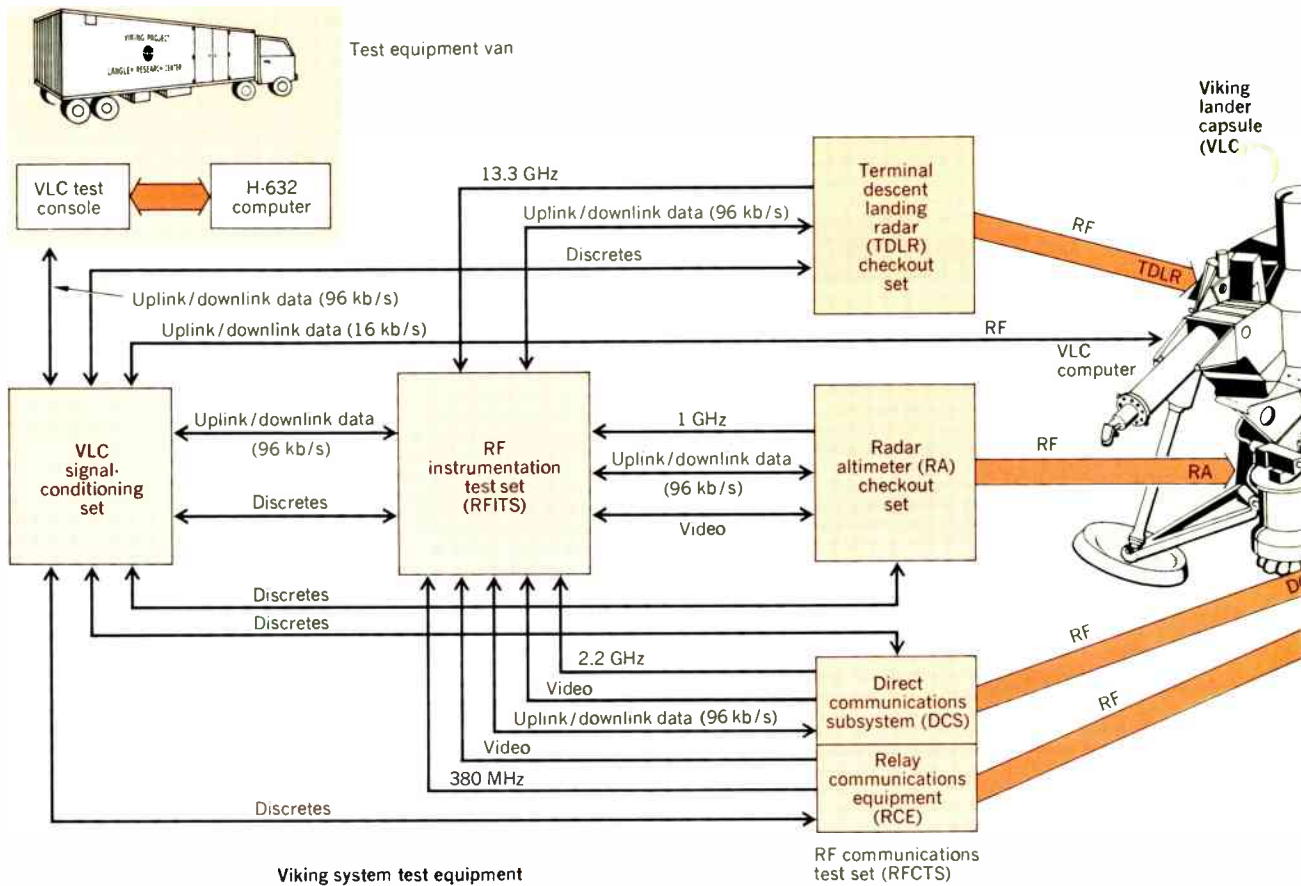 VIKING PROJECT
LANGLEY RESEARCH CENTER
Test equipment van
VLC test
console
H-632
computer
Uplink/downlink data (96 kb/s)
13.3 GHz
Uplink/downlink data (96 kb/s)
Discretes
Uplink/downlink data (16 kb/s)
RF
VLC
computer
Terminal
descent
landing
radar
(TDLR)
checkout
set
RF
TDLR
Viking
lander
capsule
(VLC)
VLC
signal-
conditioning
set
Uplink/downlink data
(96 kb/s)
Discretes
RF
instrumentation
test set
(RFITS)
1 GHz
Uplink/downlink data
(96 kb/s)
Video
Radar
altimeter (RA)
checkout
set
RF
RA
Discretes
Discretes
2.2 GHz
Video
Uplink/downlink data (96 kb/s)
Video
380 MHz
Discretes
Direct
communications
subsystem (DCS)
Relay
communications
equipment
(RCE)
RF
RF
RF communications
test set (RFCTS)
Viking system test equipment